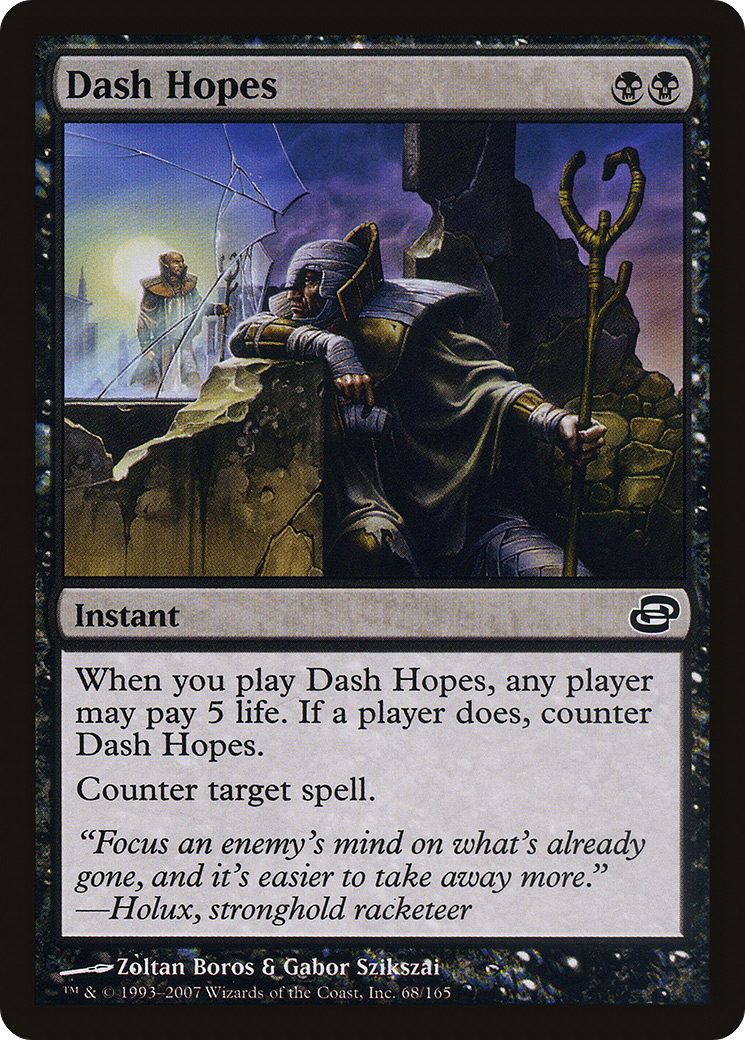 Dash Hopes
Instant
When you play Dash Hopes, any player
may pay 5 life. If a player does, counter
Dash Hopes.
Counter target spell.
“Focus an enemy’s mind on what’s already
gone, and it’s easier to take away more.”
—Holux, stronghold racketeer
Zoltan Boros & Gabor Szikszai
™ & © 1993–2007 Wizards of the Coast, Inc. 68/165